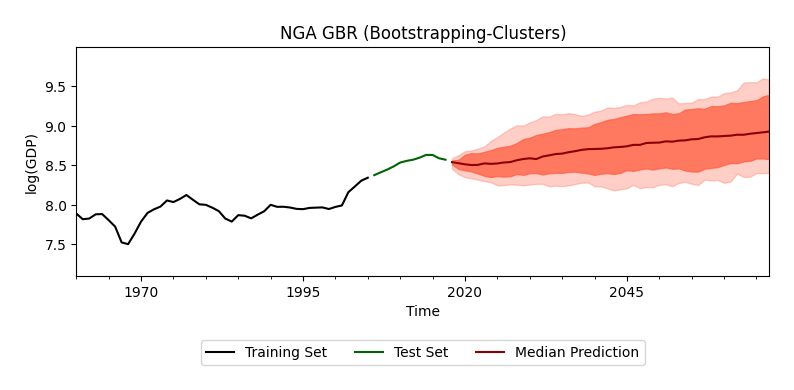 NGA GBR (Bootstrapping-Clusters)
log(GDP)
9.5
9.0
8.5
8.0
7.5
1970
1995
2020
2045
Time
Training Set
Test Set
Median Prediction